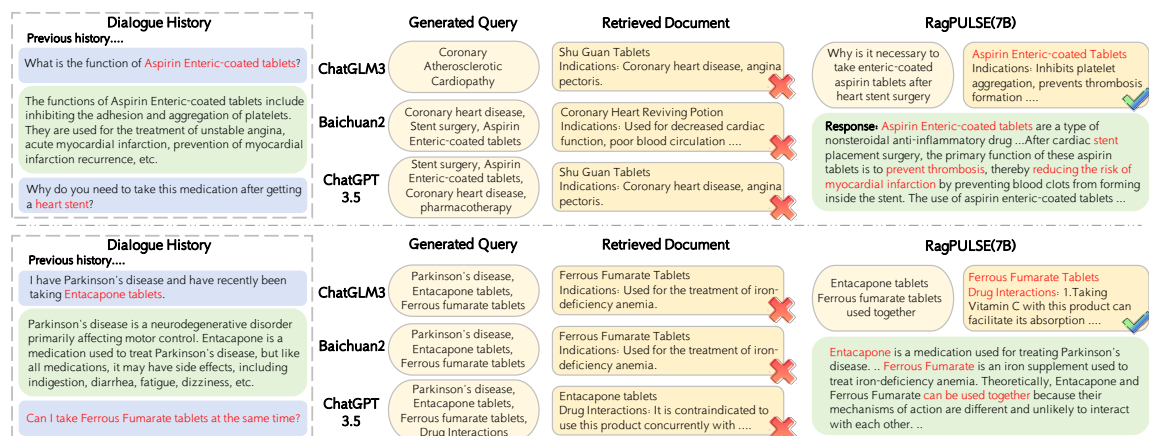 Dialogue History
Previous history....
What is the function of Aspirin Enteric-coated tablets?
The functions of Aspirin Enteric-coated tablets include
inhibiting the adhesion and aggregation of platelets.
They are used for the treatment of unstable angina,
acute myocardial infarction, prevention of myocardial
infarction recurrence, etc.
Why do you need to take this medication after getting
a heart stent?
Generated Query
Retrieved Document
ChatGLM3
Coronary
Atherosclerotic
Cardiopathy
Shu Guan Tablets
Indications: Coronary heart disease, angina
pectoris.
Baichuan2
Coronary heart disease,
Stent surgery, Aspirin
Enteric-coated tablets
Coronary Heart Reviving Potion
Indications: Used for decreased cardiac
function, poor blood circulation ....
ChatGPT
3.5
Stent surgery, Aspirin
Enteric-coated tablets,
Coronary heart disease,
pharmacotherapy
Shu Guan Tablets
Indications: Coronary heart disease, angina
pectoris.
RagPULSE(7B)
Why is it necessary to
take enteric-coated
aspirin tablets after
heart stent surgery
Aspirin Enteric-coated Tablets
Indications: Inhibits platelet
aggregation, prevents thrombosis
formation ....
Response: Aspirin Enteric-coated tablets are a type of
nonsteroidal anti-inflammatory drug ...After cardiac stent
placement surgery, the primary function of these aspirin
tablets is to prevent thrombosis, thereby reducing the risk of
myocardial infarction by preventing blood clots from forming
inside the stent. The use of aspirin enteric-coated tablets ...
Dialogue History
Previous history....
I have Parkinson's disease and have recently been
taking Entacapone tablets.
Parkinson's disease is a neurodegenerative disorder
primarily affecting motor control. Entacapone is a
medication used to treat Parkinson's disease, but like
all medications, it may have side effects, including
indigestion, diarrhea, fatigue, dizziness, etc.
Can I take Ferrous Fumarate tablets at the same time?
Generated Query
Retrieved Document
ChatGLM3
Parkinson's disease,
Entacapone tablets,
Ferrous fumarate tablets
Ferrous Fumarate Tablets
Indications: Used for the treatment of iron-
deficiency anemia.
Baichuan2
Parkinson's disease,
Entacapone tablets,
Ferrous fumarate tablets
Ferrous Fumarate Tablets
Indications: Used for the treatment of iron-
deficiency anemia.
ChatGPT
3.5
Parkinson's disease,
Entacapone tablets,
Ferrous fumarate tablets,
Drug Interactions
Entacapone tablets
Drug Interactions: It is contraindicated to
use this product concurrently with ....
RagPULSE(7B)
Entacapone tablets
Ferrous fumarate tablets
used together
Ferrous Fumarate Tablets
Drug Interactions: 1.Taking
Vitamin C with this product can
facilitate its absorption ....
Entacapone is a medication used for treating Parkinson's
disease. .. Ferrous Fumarate is an iron supplement used to
treat iron-deficiency anemia. Theoretically, Entacapone and
Ferrous Fumarate can be used together because their
mechanisms of action are different and unlikely to interact
with each other. ..